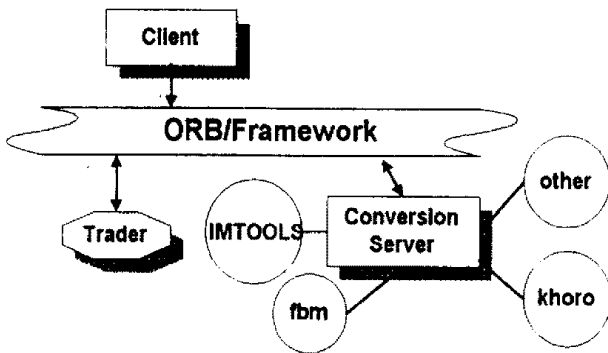 Client
ORB/Framework
other
Trader
IMTOOLS
Conversion
Server
fbm
khoro